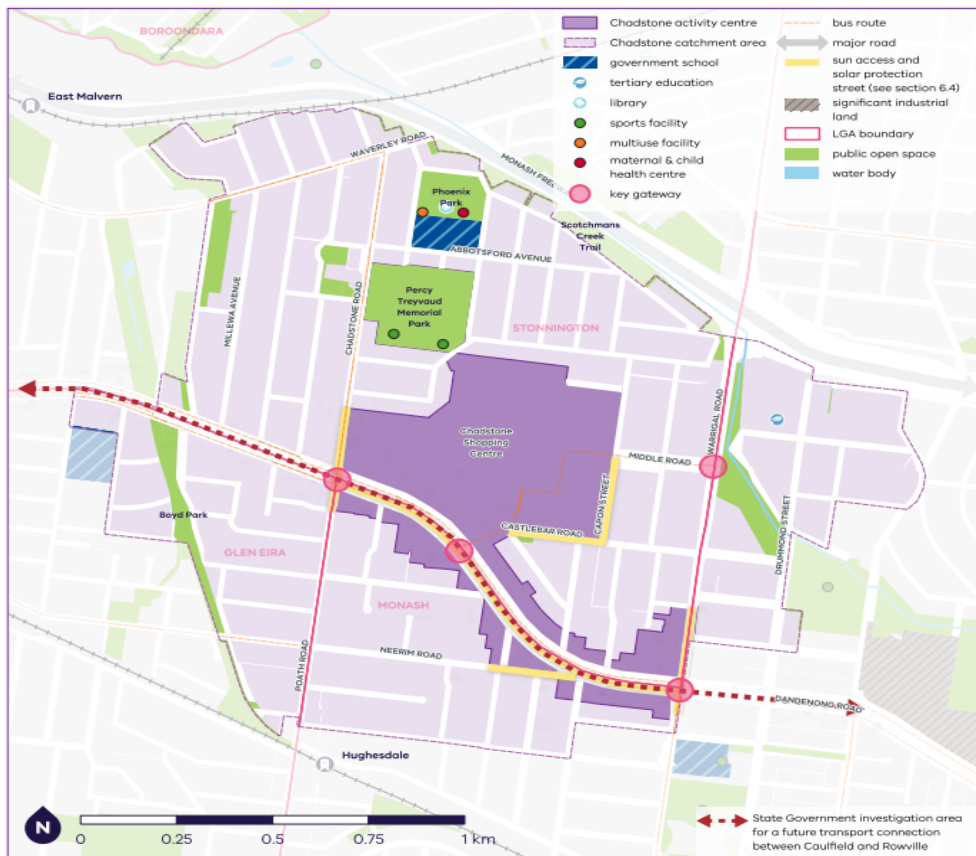 BOROONDARA
East Malvern
WAVERLEY ROAD
MONASH FREE
Phoenix
Park
Scotchmans
Creek
Trail
ABBOTSFORD AVENUE
MILLEWA AVENUE
CHADSTONE ROAD
Percy
Treyvaud
Memorial
Park
STONNINGTON
WARRIGAL ROAD
Chadstone
Shopping
Centre
MIDDLE ROAD
CAPON STREET
CASTLEBAR ROAD
DRUMMOND STREET
Boyd Park
GLEN EIRA
MONASH
NEERIM ROAD
POATH ROAD
DANDENONG ROAD
Hughesdale
Chadstone activity centre
Chadstone catchment area
government school
tertiary education
library
sports facility
multiuse facility
maternal & child
health centre
key gateway
bus route
major road
sun access and
solar protection
street (see section 6.4)
significant industrial
land
LGA boundary
public open space
water body
N
0
0.25
0.5
0.75
1 km
State Government investigation area
for a future transport connection
between Caulfield and Rowville